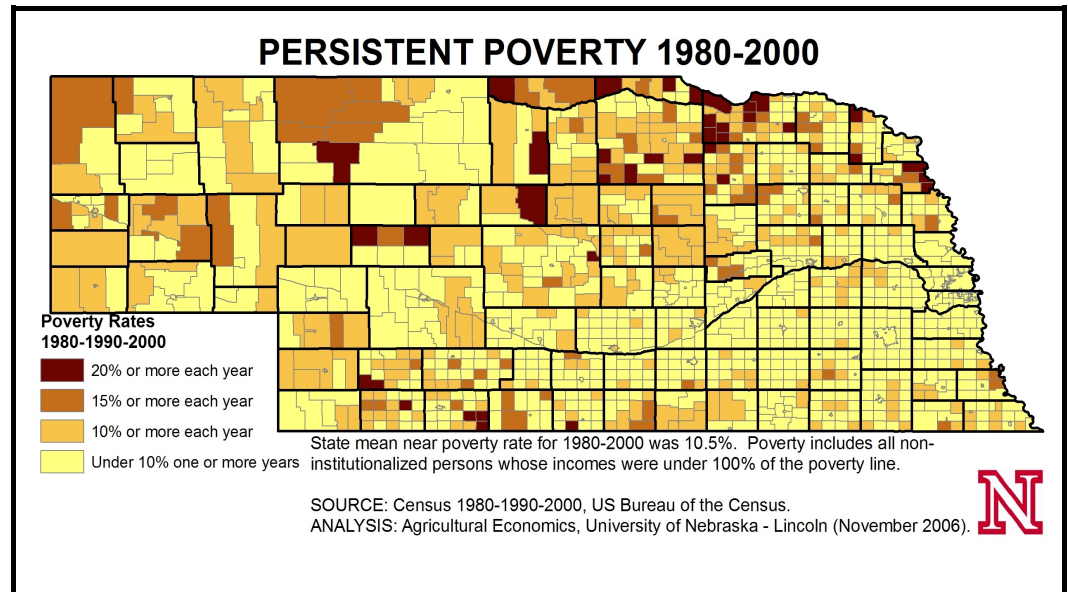 PERSISTENT POVERTY 1980-2000
Poverty Rates
1980-1990-2000
20% or more each year
15% or more each year
10% or more each year
Under 10% one or more years
State mean near poverty rate for 1980-2000 was 10.5%. Poverty includes all non-
institutionalized persons whose incomes were under 100% of the poverty line.
SOURCE: Census 1980-1990-2000, US Bureau of the Census.
ANALYSIS: Agricultural Economics, University of Nebraska - Lincoln (November 2006).
N